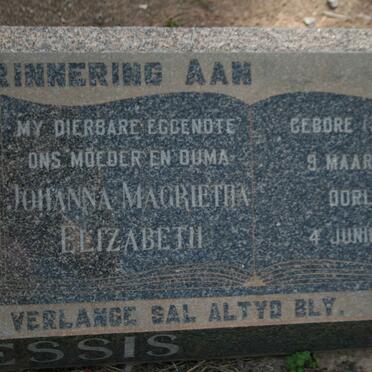 RINNERING AAN
MY DIERBARE EGGENOTE
ONS MOEDER EN OUMA
JOHANNA MAGRIETHA
ELIZABETH
GEBORE
9 MAAR
OORL
4 JUNI
VERLANGE SAL ALTYD BLY.
ESSIS